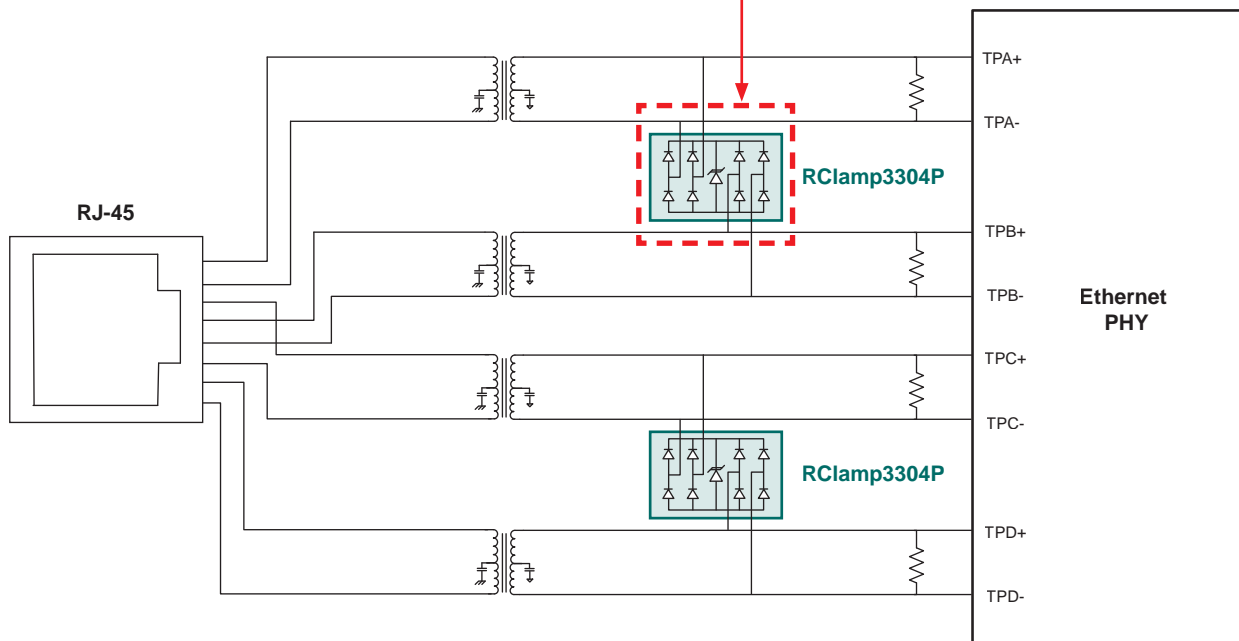 TPA+
TPA-
RClamp3304P
RJ-45
TPB+
TPB-
Ethernet
PHY
TPC+
TPC-
RClamp3304P
TPD+
TPD-